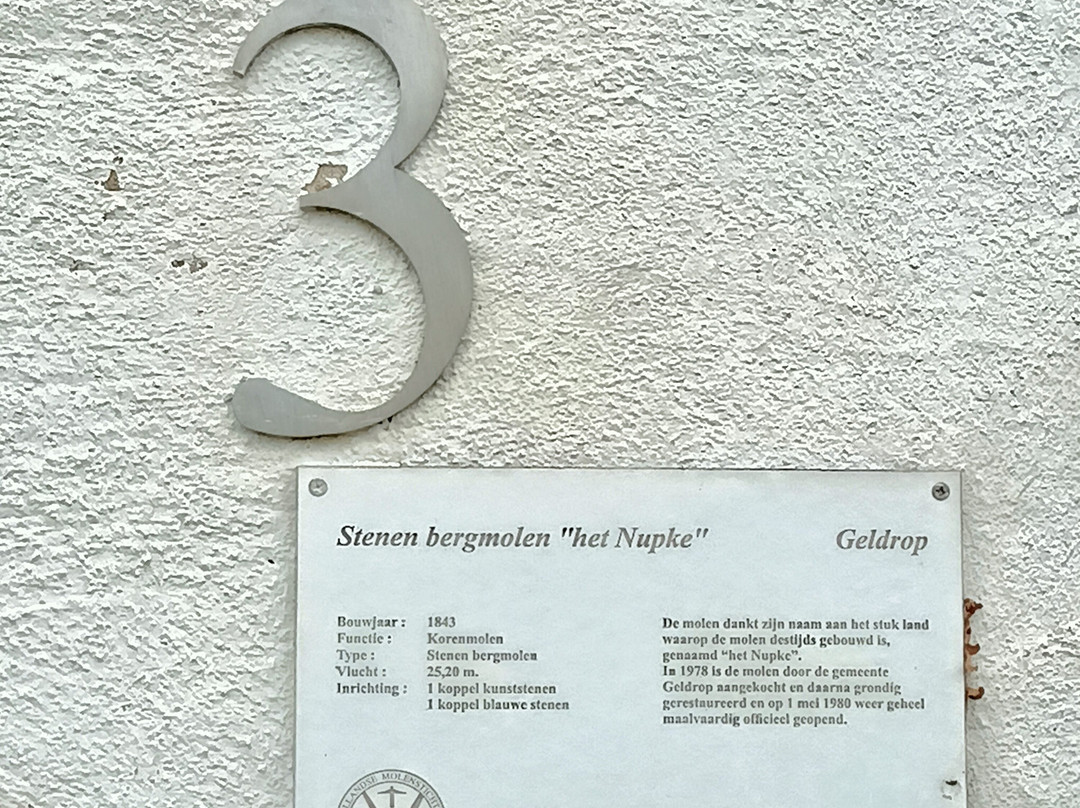 3
Stenen bergmolen "het Nupke" Geldrop
Bouwjaar : 1843
Functie : Korenmolen
Type : Stenen bergmolen
Vlucht : 25,20 m.
Inrichting : 1 koppel kunststenen
1 koppel blauwe stenen
De molen dankt zijn naam aan het stuk land
waarop de molen destijds gebouwd is,
genaamd “het Nupke”.
In 1978 is de molen door de gemeente
Geldrop aangekocht en daarna grondig
gerestaureerd en op 1 mei 1980 weer geheel
maalvaardig officieel geopend.